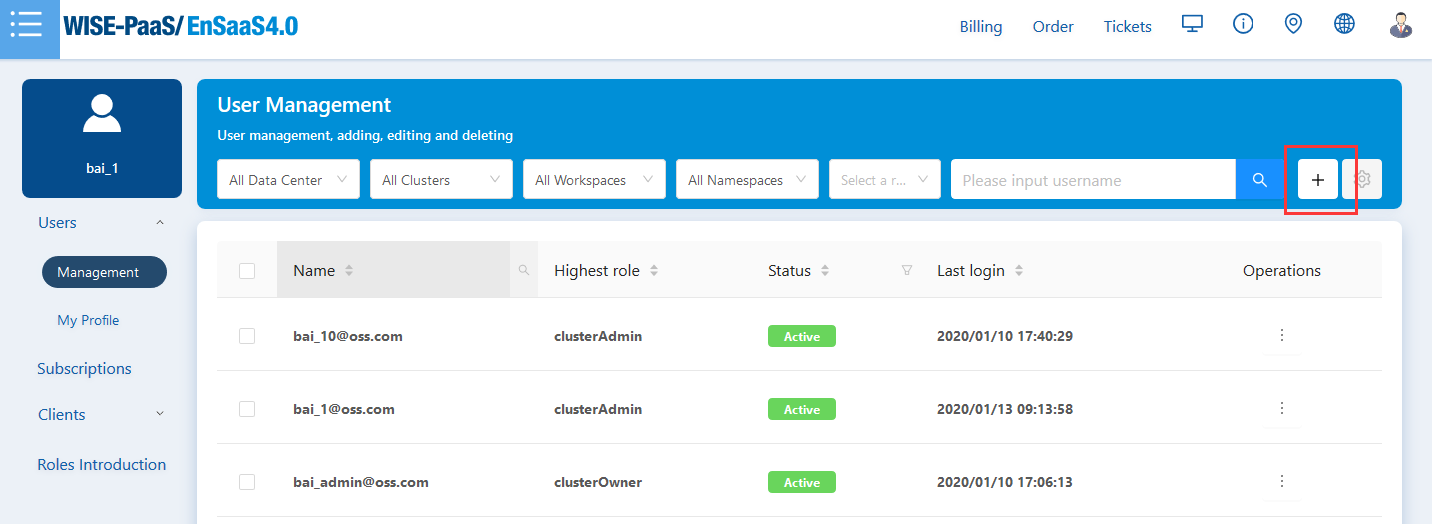 WISE-PaaS/EnSaaS4.0 Billing Order Tickets
bai_1
Users
Management
My Profile
Subscriptions
Clients
Roles Introduction
User Management
User management, adding, editing and deleting
All Data Center All Clusters All Workspaces All Namespaces Select a r... Please input username
Name Highest role Status Last login Operations
bai_10@oss.com clusterAdmin Active 2020/01/10 17:40:29
bai_1@oss.com clusterAdmin Active 2020/01/13 09:13:58
bai_admin@oss.com clusterOwner Active 2020/01/10 17:06:13